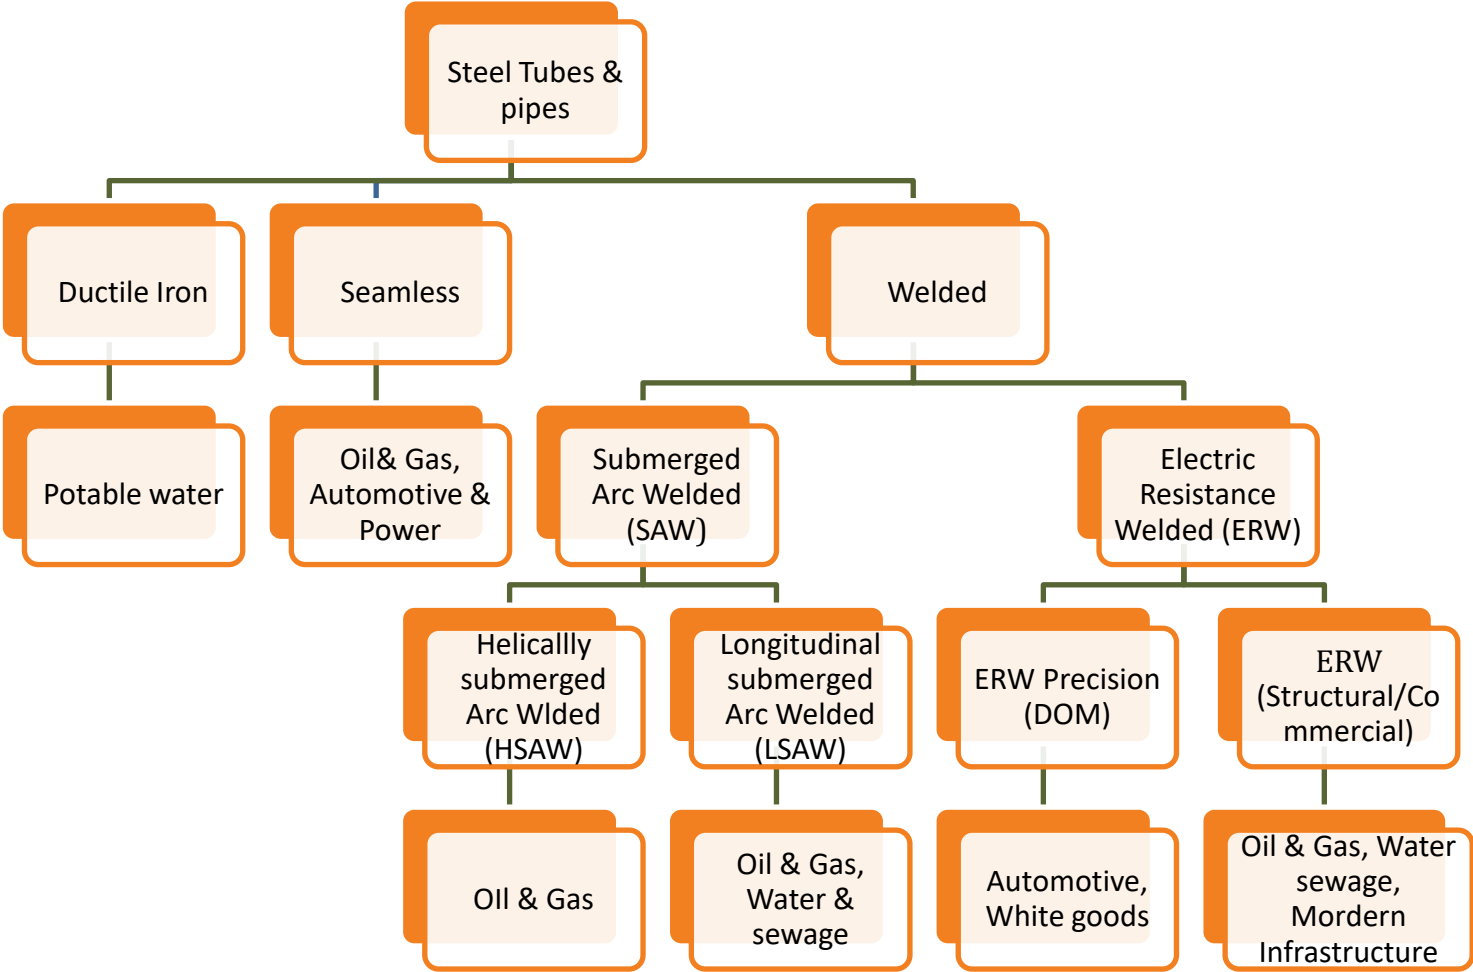 Steel Tubes &
pipes
Ductile Iron
Seamless
Welded
Potable water
Oil& Gas,
Automotive &
Power
Submerged
Arc Welded
(SAW)
Electric
Resistance
Welded (ERW)
Helicallly
submerged
Arc Wlded
(HSAW)
Longitudinal
submerged
Arc Welded
(LSAW)
ERW Precision
(DOM)
ERW
(Structural/Co
mmercial)
OIl & Gas
Oil & Gas,
Water &
sewage
Automotive,
White goods
Oil & Gas, Water
sewage,
Mordern
Infrastructure